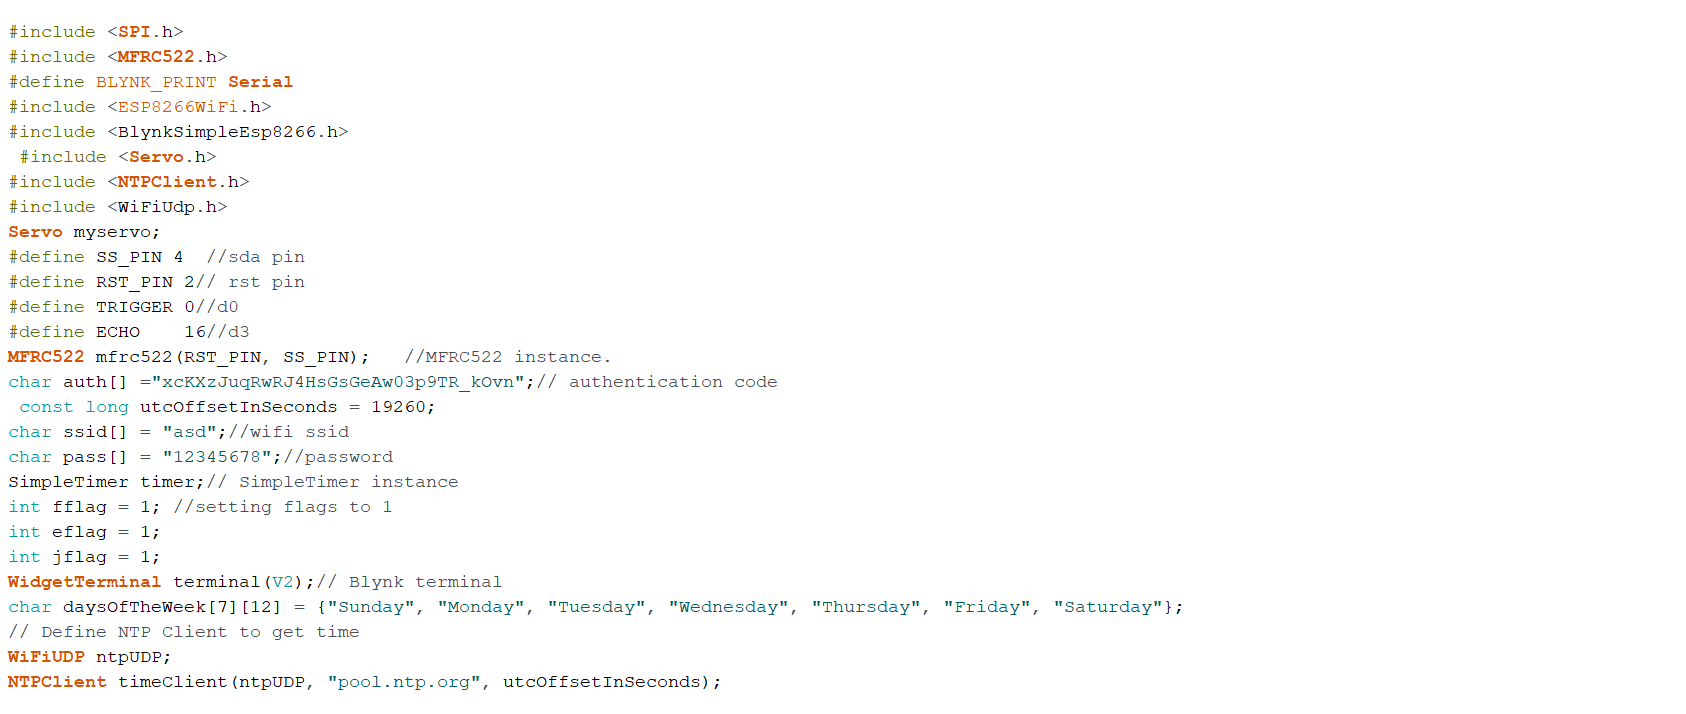 #include <SPI.h>
#include <MFRC522.h>
#define BLYNK_PRINT Serial
#include <ESP8266WiFi.h>
#include <BlynkSimpleEsp8266.h>
 #include <Servo.h>
#include <NTPClient.h>
#include <WiFiUdp.h>
Servo myservo;
#define SS_PIN 4  //sda pin
#define RST_PIN 2// rst pin
#define TRIGGER 0//d0
#define ECHO    16//d3
MFRC522 mfrc522(RST_PIN, SS_PIN);   //MFRC522 instance.
char auth[] ="xcKXzJuqRwRJ4HsGsGeAw03p9TR_kOvn";// authentication code
 const long utcOffsetInSeconds = 19260;
char ssid[] = "asd";//wifi ssid
char pass[] = "12345678";//password
SimpleTimer timer;// SimpleTimer instance
int fflag = 1; //setting flags to 1
int eflag = 1;
int jflag = 1;
WidgetTerminal terminal(V2);// Blynk terminal
char daysOfTheWeek[7][12] = {"Sunday", "Monday", "Tuesday", "Wednesday", "Thursday", "Friday", "Saturday"};
// Define NTP Client to get time
WiFiUDP ntpUDP;
NTPClient timeClient(ntpUDP, "pool.ntp.org", utcOffsetInSeconds);